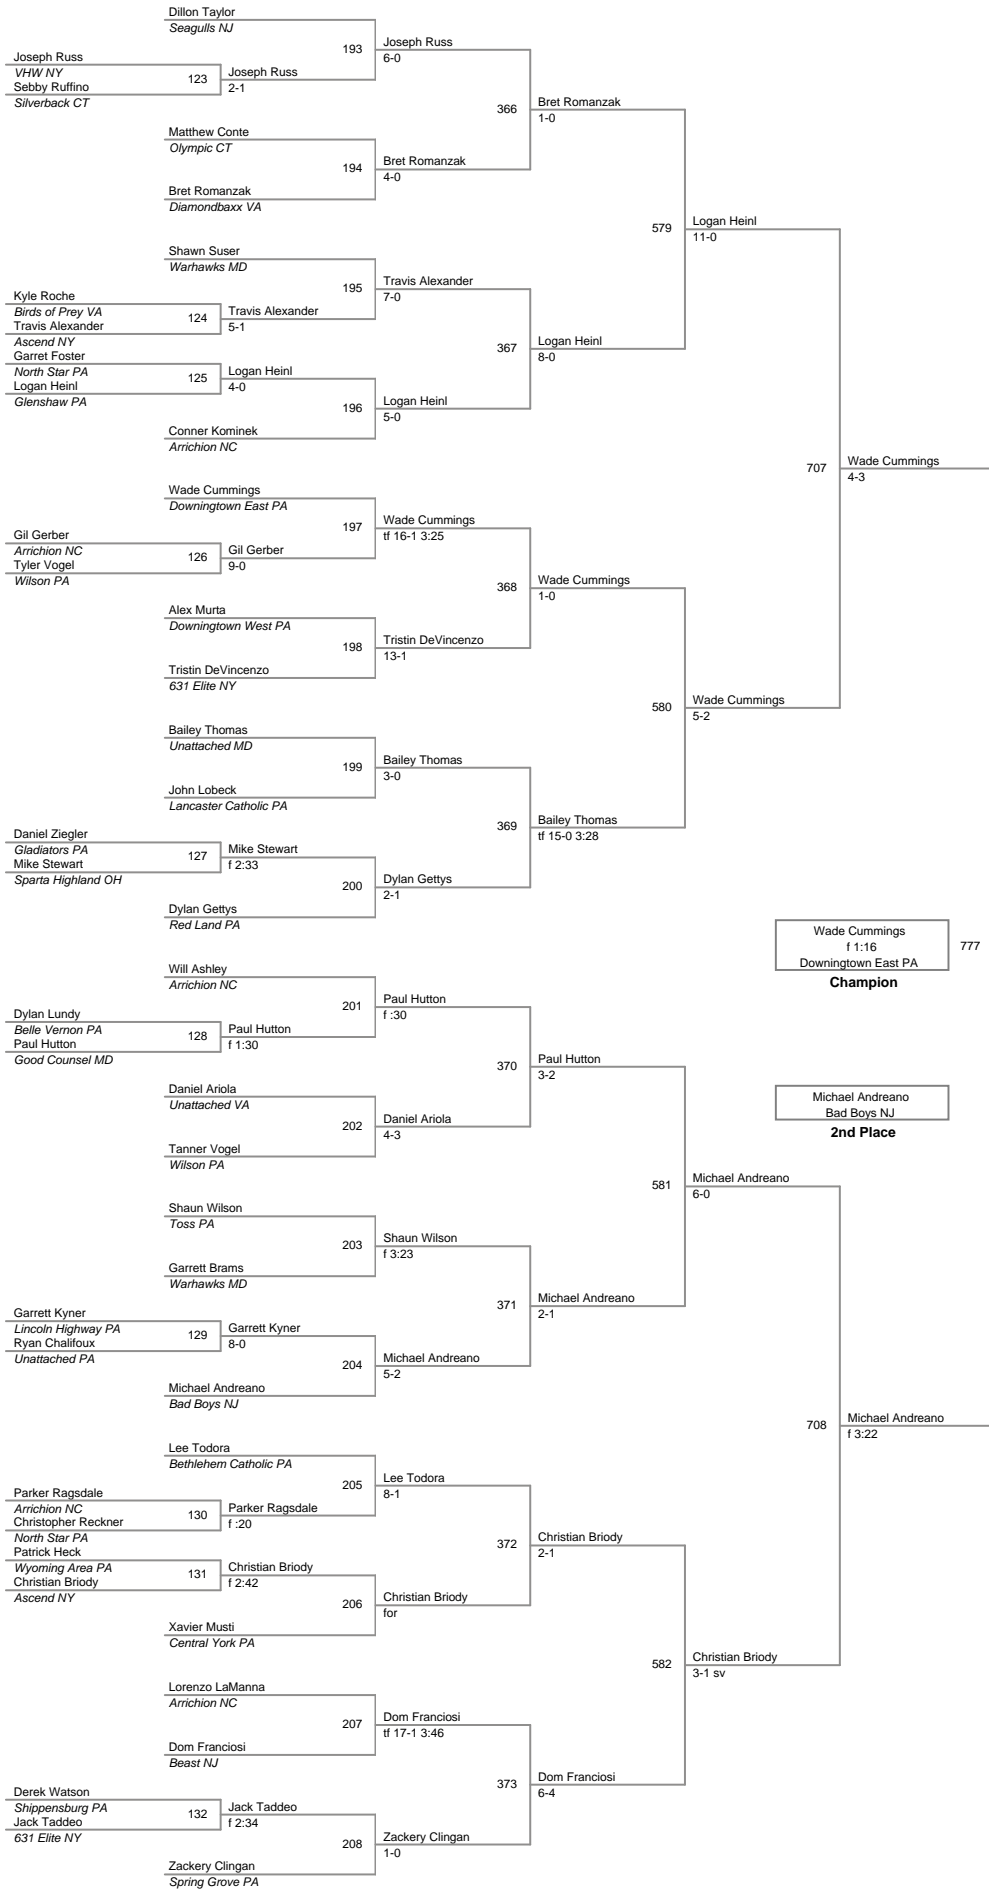 Dillon Taylor
Seagulls NJ
193
Joseph Russ
6-0
Joseph Russ
VHW NY
123
Joseph Russ
2-1
Sebby Ruffino
Silverback CT
366
Bret Romanzak
1-0
Matthew Conte
Olympic CT
194
Bret Romanzak
4-0
Bret Romanzak
Diamondbaxx VA
579
Logan Heinl
11-0
Shawn Suser
Warhawks MD
195
Travis Alexander
7-0
Kyle Roche
Birds of Prey VA
124
Travis Alexander
5-1
Travis Alexander
Ascend NY
367
Logan Heinl
8-0
Garret Foster
North Star PA
125
Logan Heinl
4-0
Logan Heinl
Glenshaw PA
196
Logan Heinl
5-0
Conner Kominek
Arrichion NC
707
Wade Cummings
4-3
Wade Cummings
Downingtown East PA
197
Wade Cummings
tf 16-1 3:25
Gil Gerber
Arrichion NC
126
Gil Gerber
9-0
Tyler Vogel
Wilson PA
368
Wade Cummings
1-0
Alex Murta
Downingtown West PA
198
Tristin DeVincenzo
13-1
Tristin DeVincenzo
631 Elite NY
580
Wade Cummings
5-2
Bailey Thomas
Unattached MD
199
Bailey Thomas
3-0
John Lobeck
Lancaster Catholic PA
369
Bailey Thomas
tf 15-0 3:28
Daniel Ziegler
Gladiators PA
127
Mike Stewart
f 2:33
Mike Stewart
Sparta Highland OH
200
Dylan Gettys
2-1
Dylan Gettys
Red Land PA
Wade Cummings
f 1:16
Downingtown East PA
777
Champion
Will Ashley
Arrichion NC
201
Paul Hutton
f :30
Dylan Lundy
Belle Vernon PA
128
Paul Hutton
f 1:30
Paul Hutton
Good Counsel MD
370
Paul Hutton
3-2
Daniel Ariola
Unattached VA
202
Daniel Ariola
4-3
Tanner Vogel
Wilson PA
Michael Andreano
Bad Boys NJ
2nd Place
581
Michael Andreano
6-0
Shaun Wilson
Toss PA
203
Shaun Wilson
f 3:23
Garrett Brams
Warhawks MD
371
Michael Andreano
2-1
Garrett Kyner
Lincoln Highway PA
129
Garrett Kyner
8-0
Ryan Chalifoux
Unattached PA
204
Michael Andreano
5-2
Michael Andreano
Bad Boys NJ
708
Michael Andreano
f 3:22
Lee Todora
Bethlehem Catholic PA
205
Lee Todora
8-1
Parker Ragsdale
Arrichion NC
130
Parker Ragsdale
f :20
Christopher Reckner
North Star PA
372
Christian Briody
2-1
Patrick Heck
Wyoming Area PA
131
Christian Briody
f 2:42
Christian Briody
Ascend NY
206
Christian Briody
for
Xavier Musti
Central York PA
582
Christian Briody
3-1 sv
Lorenzo LaManna
Arrichion NC
207
Dom Franciosi
tf 17-1 3:46
Dom Franciosi
Beast NJ
373
Dom Franciosi
6-4
Derek Watson
Shippensburg PA
132
Jack Taddeo
f 2:34
Jack Taddeo
631 Elite NY
208
Zackery Clingan
1-0
Zackery Clingan
Spring Grove PA